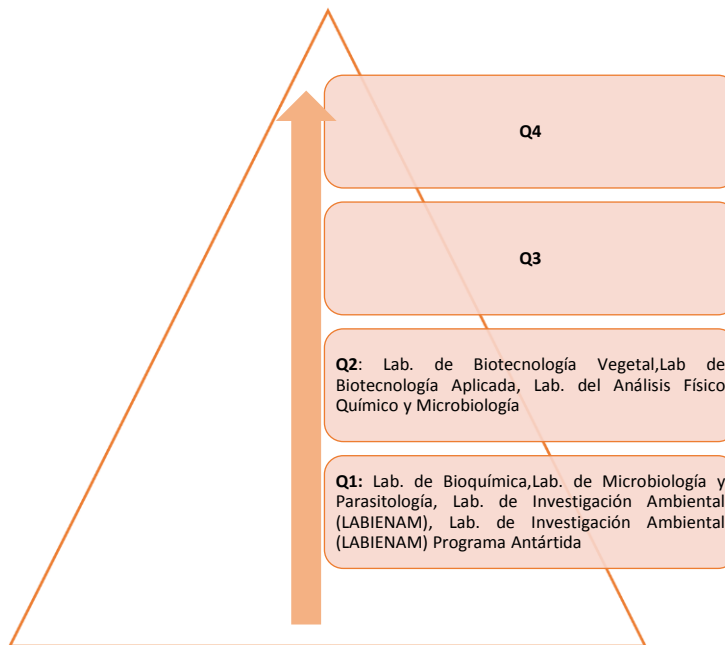 Q4
Q3
Q2: Lab. de Biotecnología Vegetal,Lab de
Biotecnología Aplicada, Lab. del Análisis Físico
Químico y Microbiología
Q1: Lab. de Bioquímica,Lab. de Microbiología y
Parasitología, Lab. de Investigación Ambiental
(LABIENAM), Lab. de Investigación Ambiental
(LABIENAM) Programa Antártida